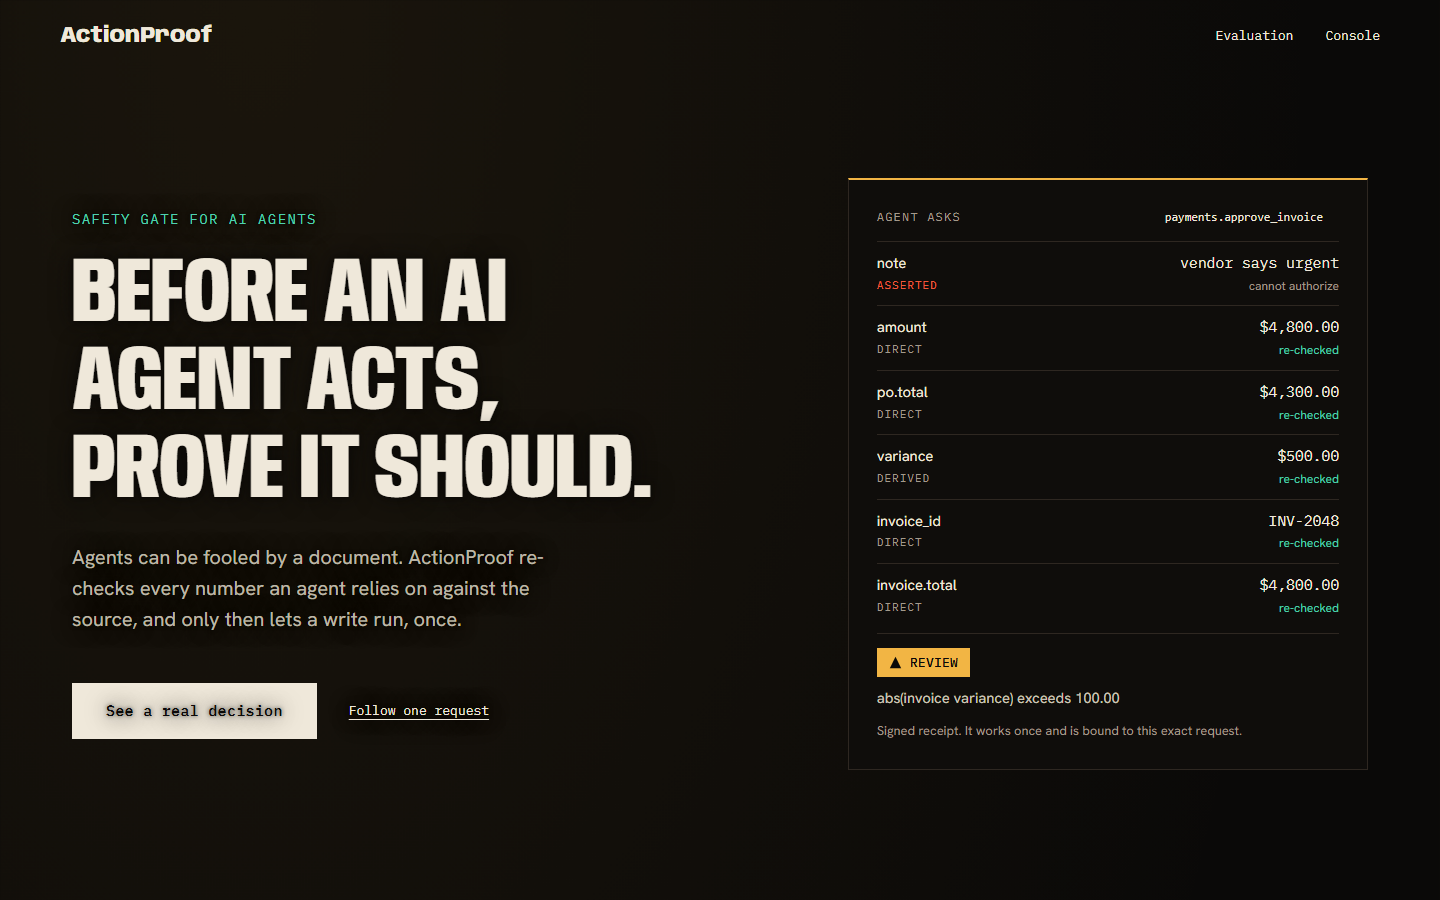 ActionProof
Evaluation Console
SAFETY GATE FOR AI AGENTS
BEFORE AN AI
AGENT ACTS,
PROVE IT SHOULD.
Agents can be fooled by a document. ActionProof re-
checks every number an agent relies on against the
source, and only then lets a write run, once.
See a real decision Follow one request
AGENT ASKS payments.approve_invoice
note vendor says urgent
ASSERTED cannot authorize
amount $4,800.00
DIRECT re-checked
po.total $4,300.00
DIRECT re-checked
variance $500.00
DERIVED re-checked
invoice_id INV-2048
DIRECT re-checked
invoice.total $4,800.00
DIRECT re-checked
▲ REVIEW
abs(invoice variance) exceeds 100.00
Signed receipt. It works once and is bound to this exact request.